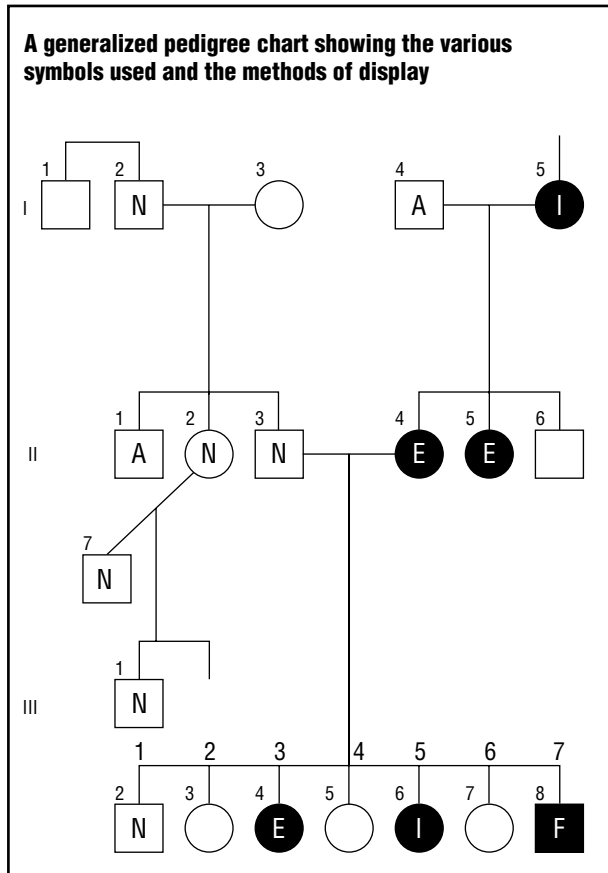 A generalized pedigree chart showing the various
symbols used and the methods of display
1 2 3 4 5
I N A I
1 2 3 4 5 6
II A N N E E
7
N
1
III N
1 2 3 4 5 6 7
2 3 4 5 6 7 8
N E I F